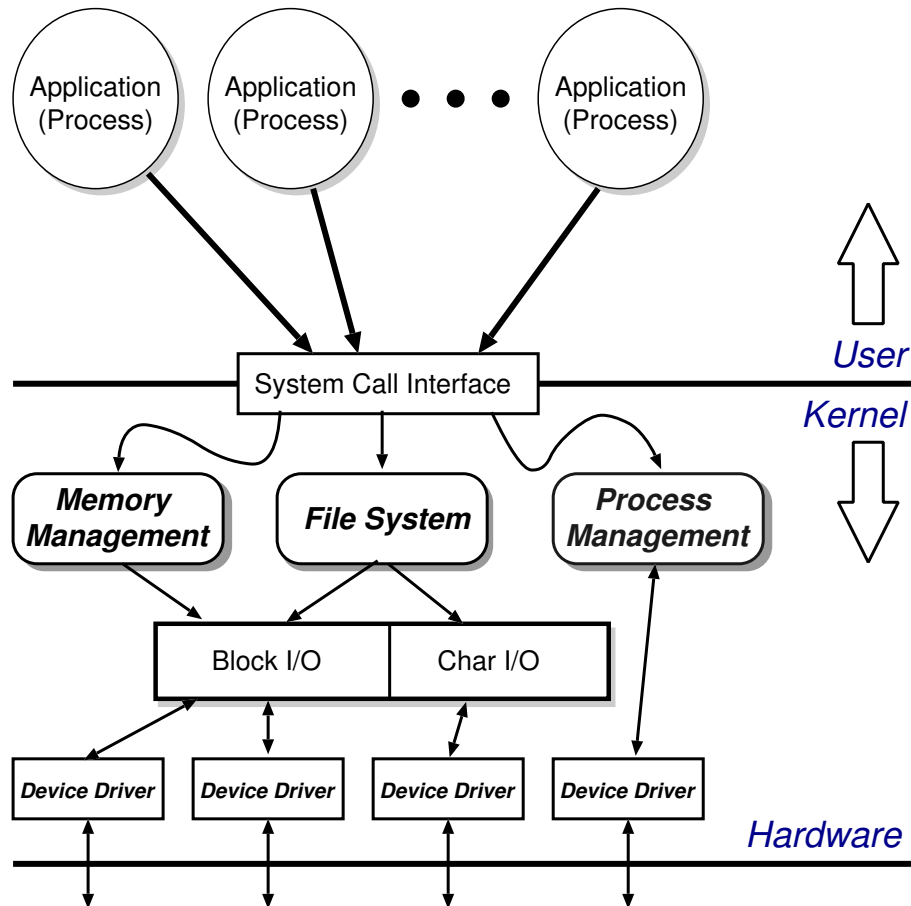 Application
(Process)
Application
(Process)
Application
(Process)
User
System Call Interface
Kernel
Memory
Management
File System
Process
Management
Block I/O
Char I/O
Device Driver
Device Driver
Device Driver
Device Driver
Hardware